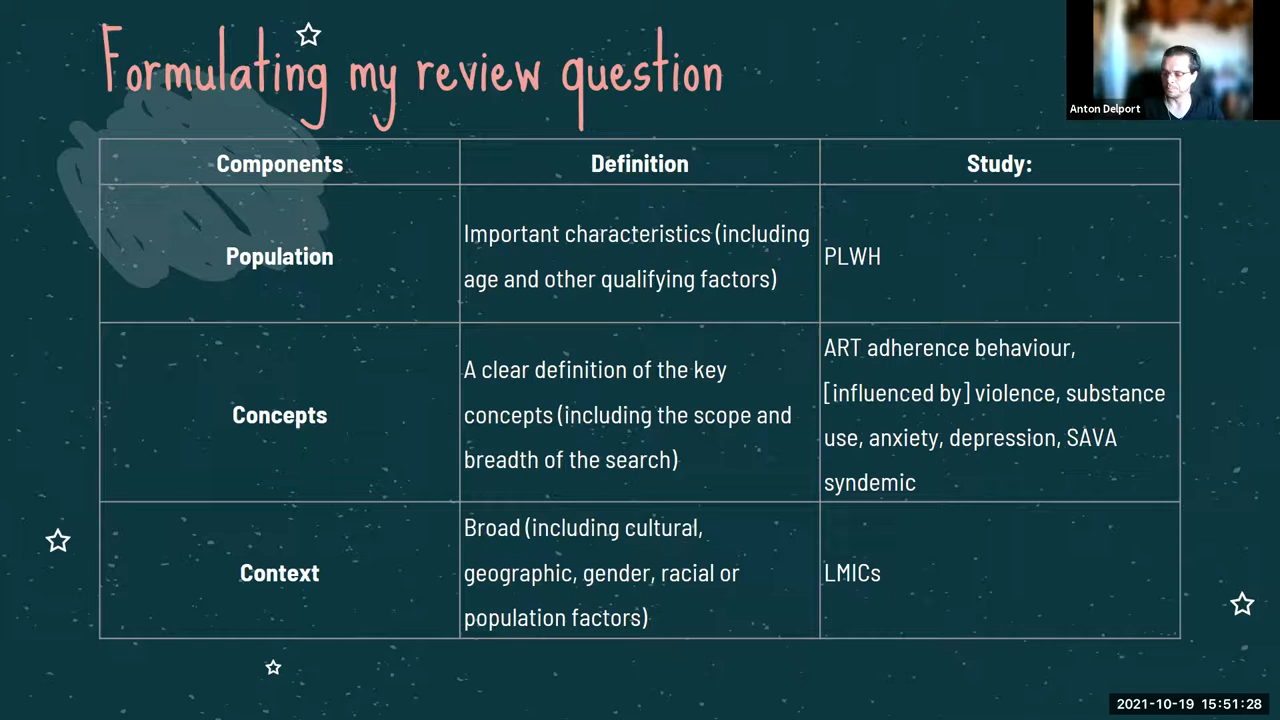 Formulating my review question
Anton Delport
Components
Definition
Study:
Population
Important characteristics (including
age and other qualifying factors)
PLWH
Concepts
A clear definition of the key
concepts (including the scope and
breadth of the search)
ART adherence behaviour,
[influenced by] violence, substance
use, anxiety, depression, SAVA
syndemic
Context
Broad (including cultural,
geographic, gender, racial or
population factors)
LMICs
2021-10-19 15:51:28